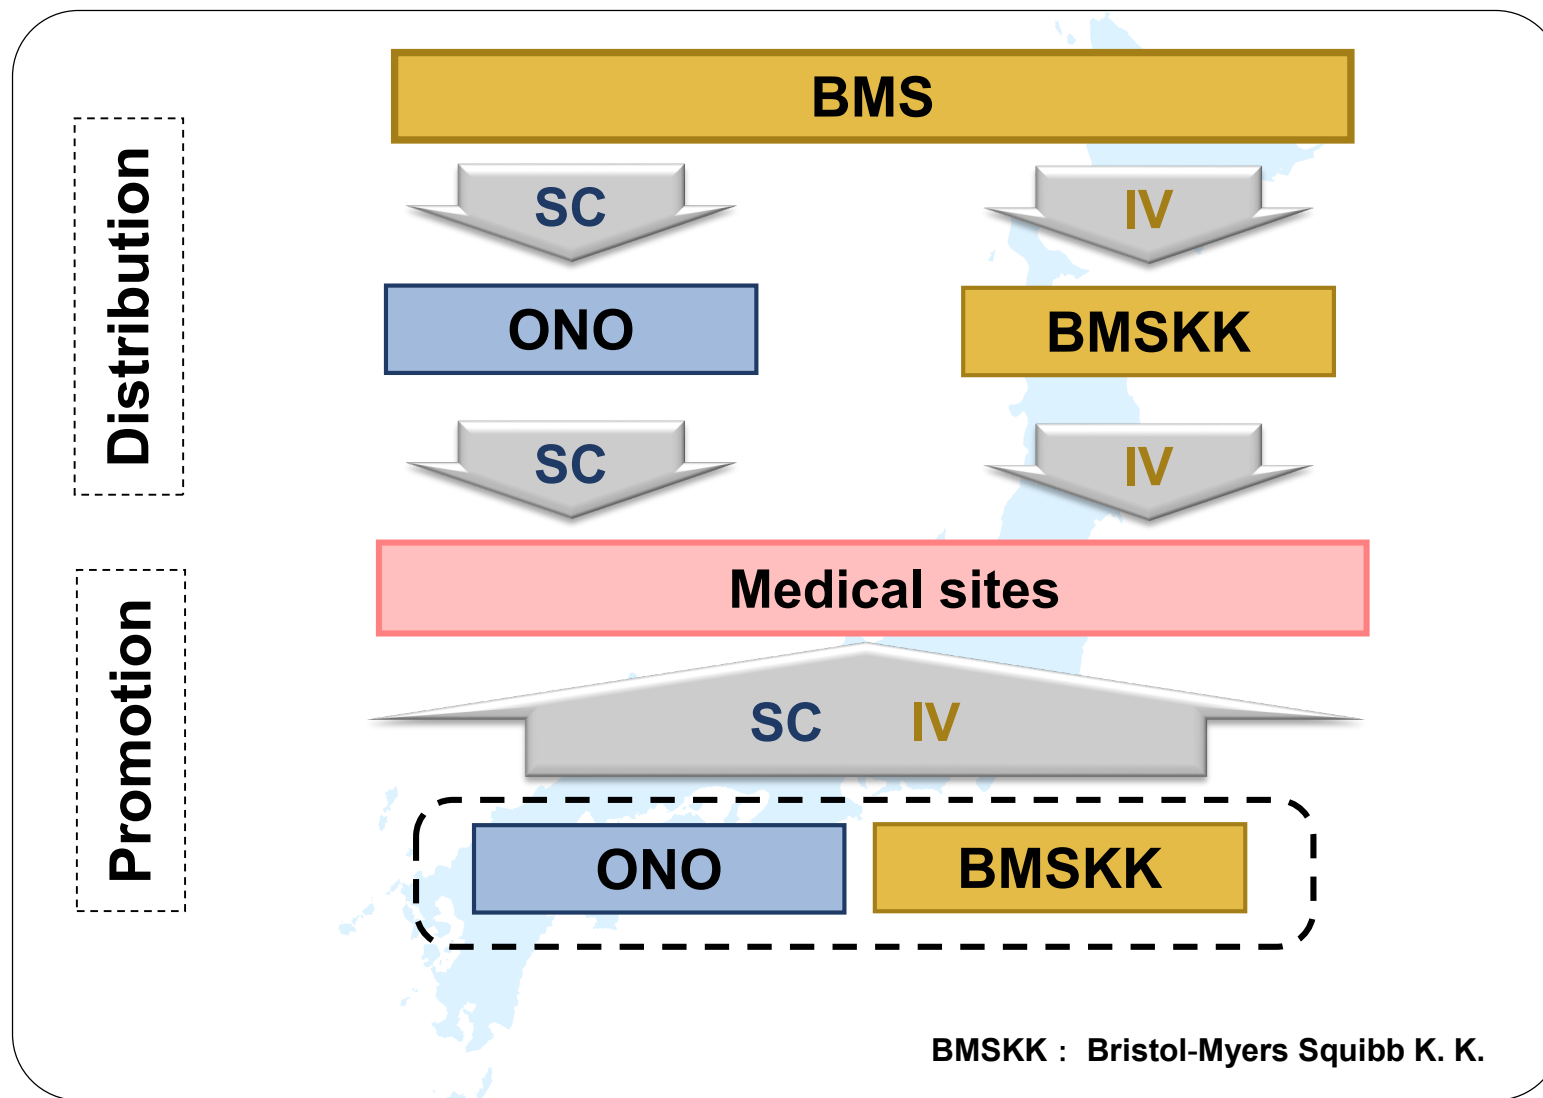 BMS
Distribution
SC
IV
ONO
BMSKK
SC
IV
Medical sites
Promotion
SC IV
ONO
BMSKK
BMSKK : Bristol-Myers Squibb K. K.